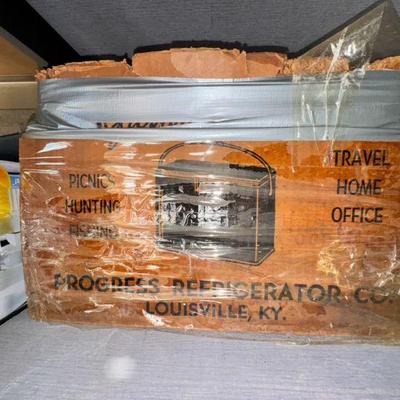 PICNICS
HUNTING
FISHING
TRAVEL
HOME
OFFICE
PROGRESS REFRIGERATOR CO.
LOUISVILLE, KY.